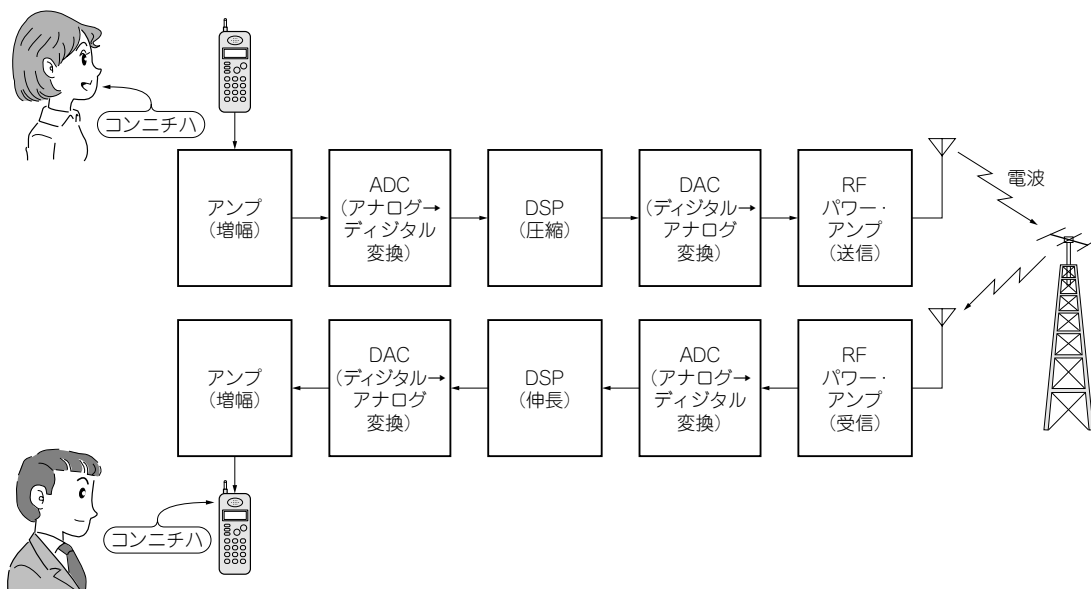 コンニチハ
アンプ
(増幅)
ADC
(アナログ→
ディジタル
変換)
DSP
(圧縮)
DAC
(ディジタル→
アナログ
変換)
RF
パワー・
アンプ
(送信)
電波
アンプ
(増幅)
DAC
(ディジタル→
アナログ
変換)
DSP
(伸長)
ADC
(アナログ→
ディジタル
変換)
RF
パワー・
アンプ
(受信)
コンニチハ